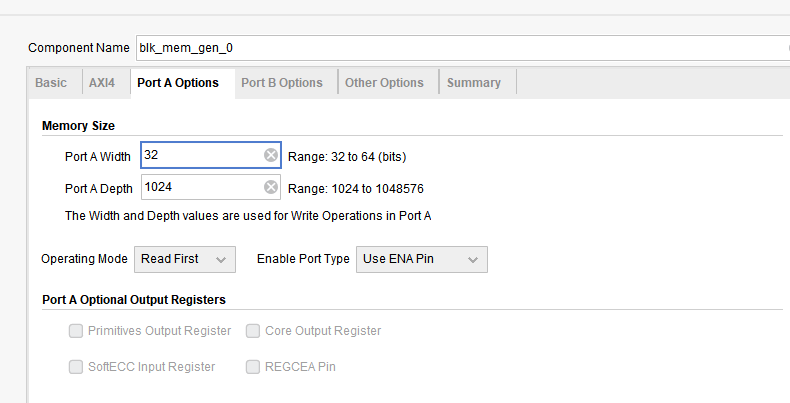 Component Name blk_mem_gen_0
Basic AXI4 Port A Options Port B Options Other Options Summary
Memory Size
Port A Width 32 Range: 32 to 64 (bits)
Port A Depth 1024 Range: 1024 to 1048576
The Width and Depth values are used for Write Operations in Port A
Operating Mode Read First Enable Port Type Use ENA Pin
Port A Optional Output Registers
Primitives Output Register Core Output Register
SoftECC Input Register REGCEA Pin